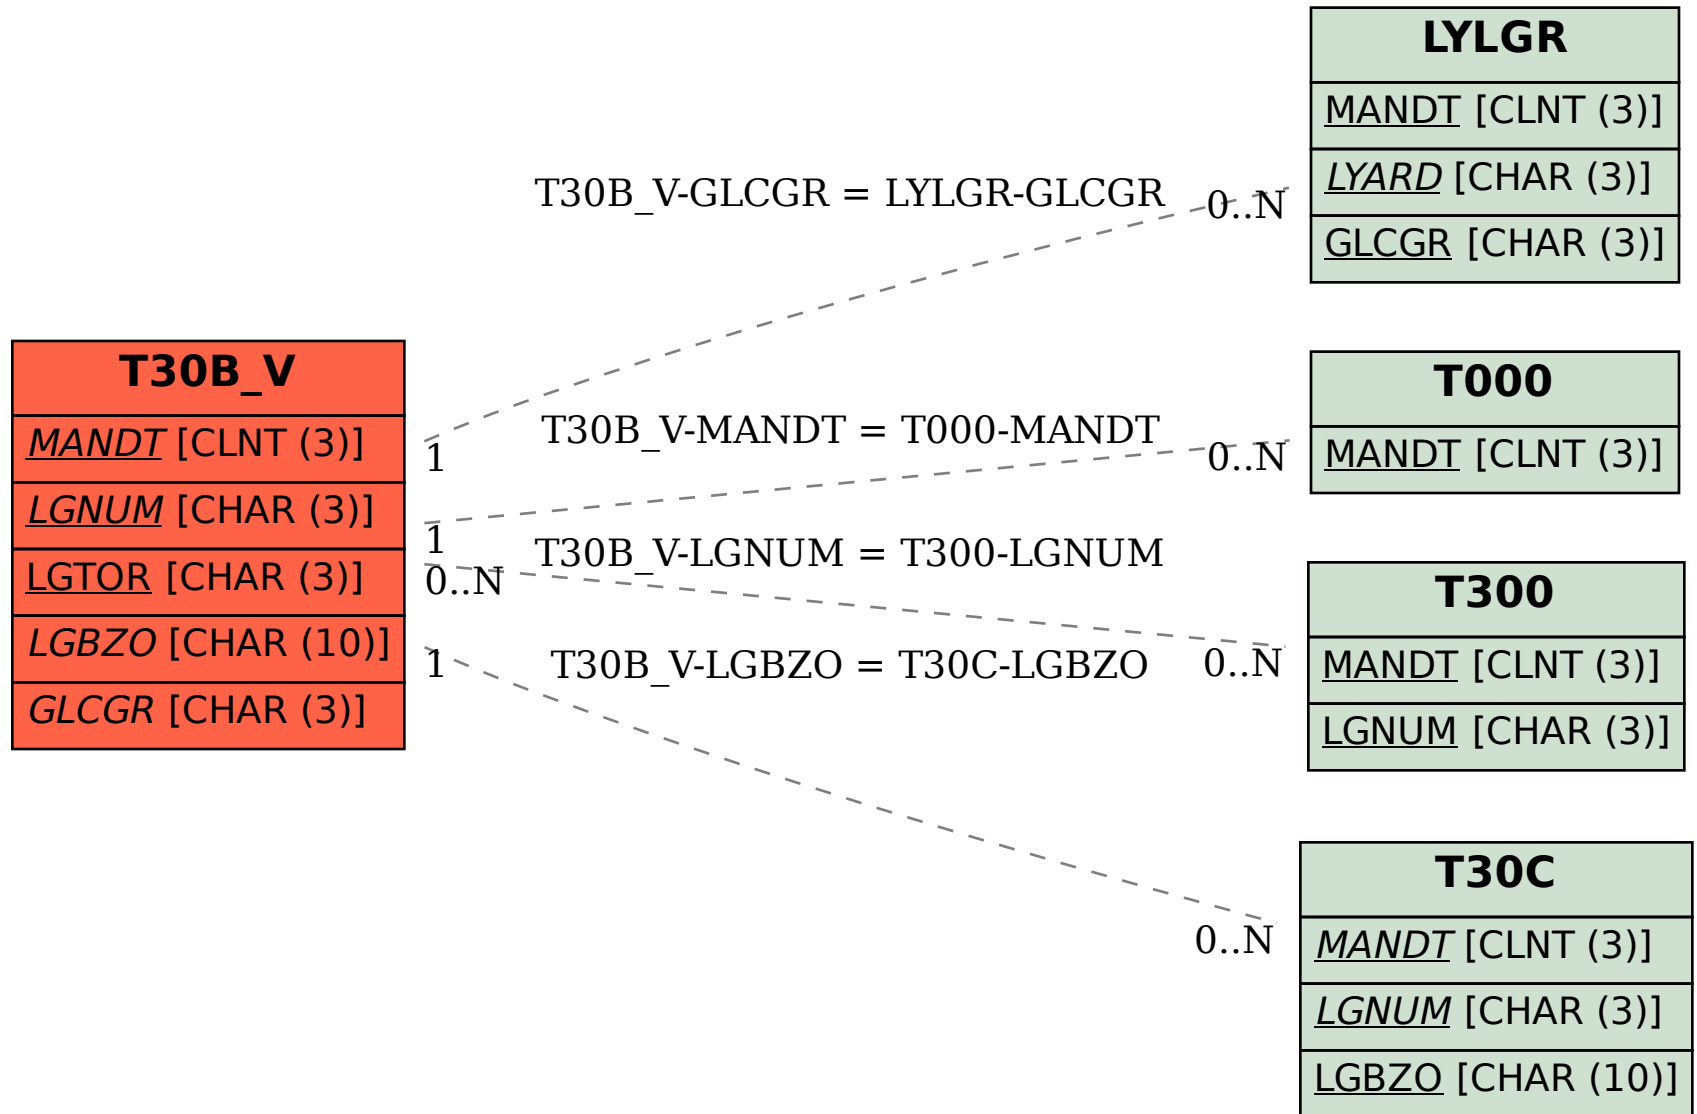 T30B_V
MANDT [CLNT (3)]
LGNUM [CHAR (3)]
LGTOR [CHAR (3)]
LGBZO [CHAR (10)]
GLCGR [CHAR (3)]
T30B_V-GLCGR = LYLGR-GLCGR
0..N
1
T30B_V-MANDT = T000-MANDT
0..N
1
T30B_V-LGNUM = T300-LGNUM
0..N
0..N
T30B_V-LGBZO = T30C-LGBZO
1
0..N
LYLGR
MANDT [CLNT (3)]
LYARD [CHAR (3)]
GLCGR [CHAR (3)]
T000
MANDT [CLNT (3)]
T300
MANDT [CLNT (3)]
LGNUM [CHAR (3)]
T30C
MANDT [CLNT (3)]
LGNUM [CHAR (3)]
LGBZO [CHAR (10)]